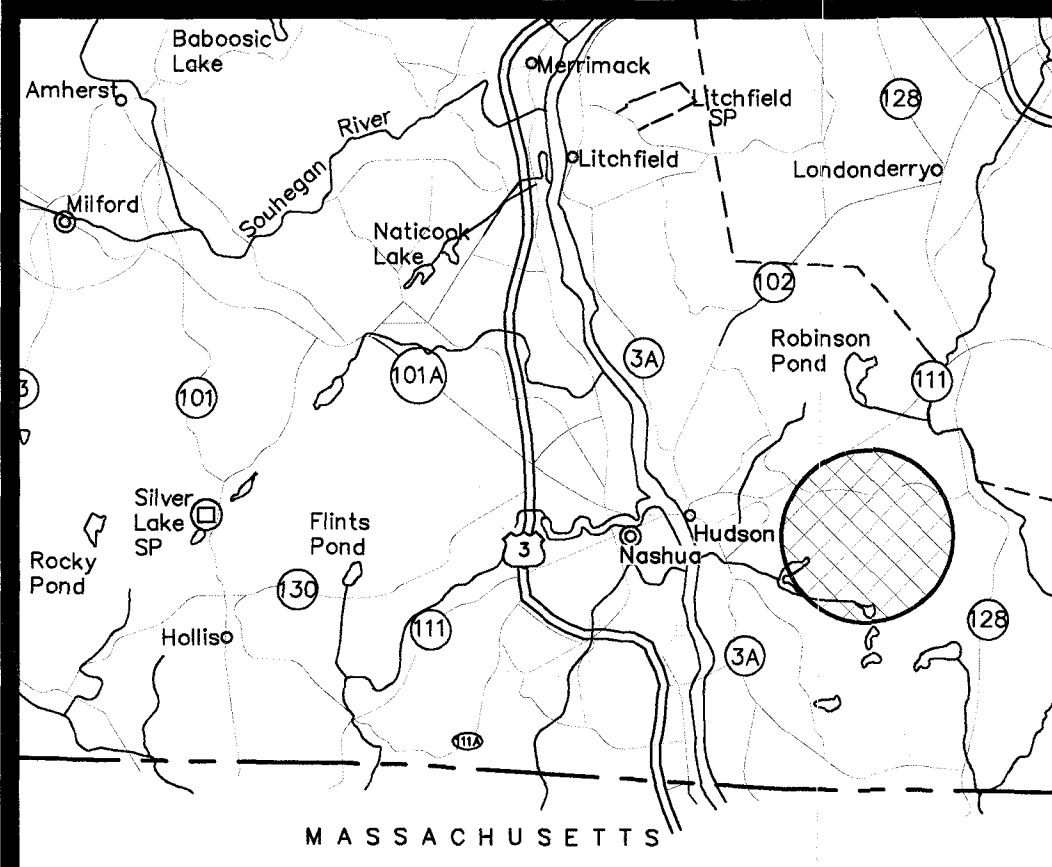 Baboosic
Lake
Merrimack
Amherst
Litchfield
SP
128
Souhegan River
Litchfield
Londonderry
Milford
Naticook
Lake
102
Robinson
Pond
3A
101A
111
3
101
Silver
Lake
SP
Flints
Pond
Hudson
3
Nashua
Rocky
Pond
130
111
128
Hollis
3A
111A
MASSACHUSETTS